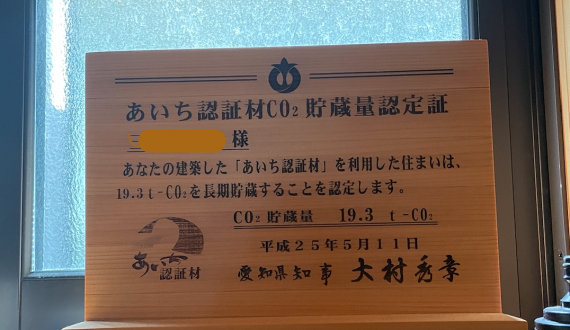 あいち認証材CO₂貯蔵量認定証
様
あなたの建築した「あいち認証材」を利用した住まいは、
19.3t-CO₂を長期貯蔵することを認定します。
CO₂貯蔵量 19.3 t-CO₂
平成25年5月11日
愛知県知事 大村秀章
あいち
認証材